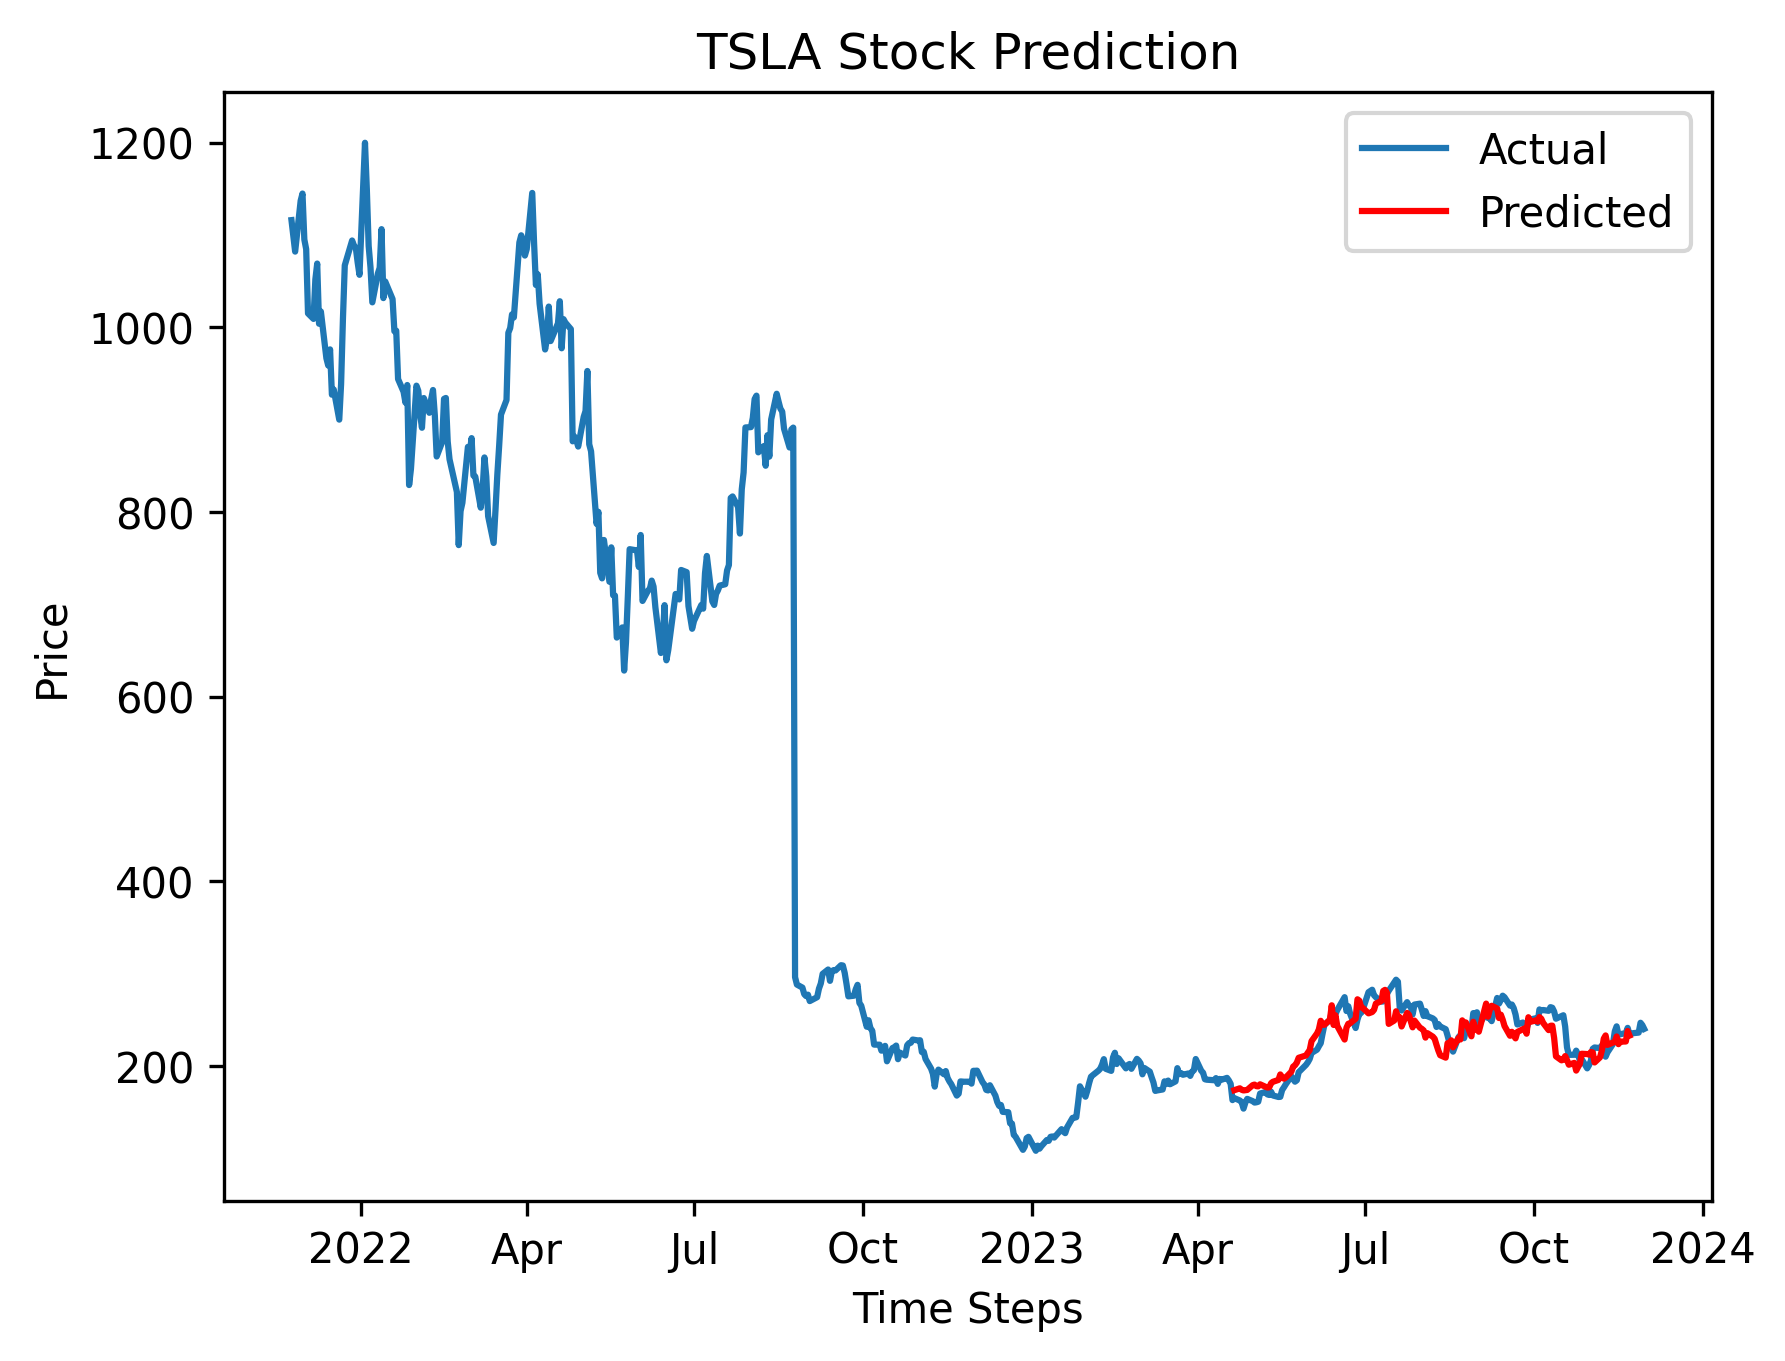 TSLA Stock Prediction
Actual
Predicted
1200
1000
800
600
400
200
Price
2022 Apr Jul Oct 2023 Apr Jul Oct 2024
Time Steps